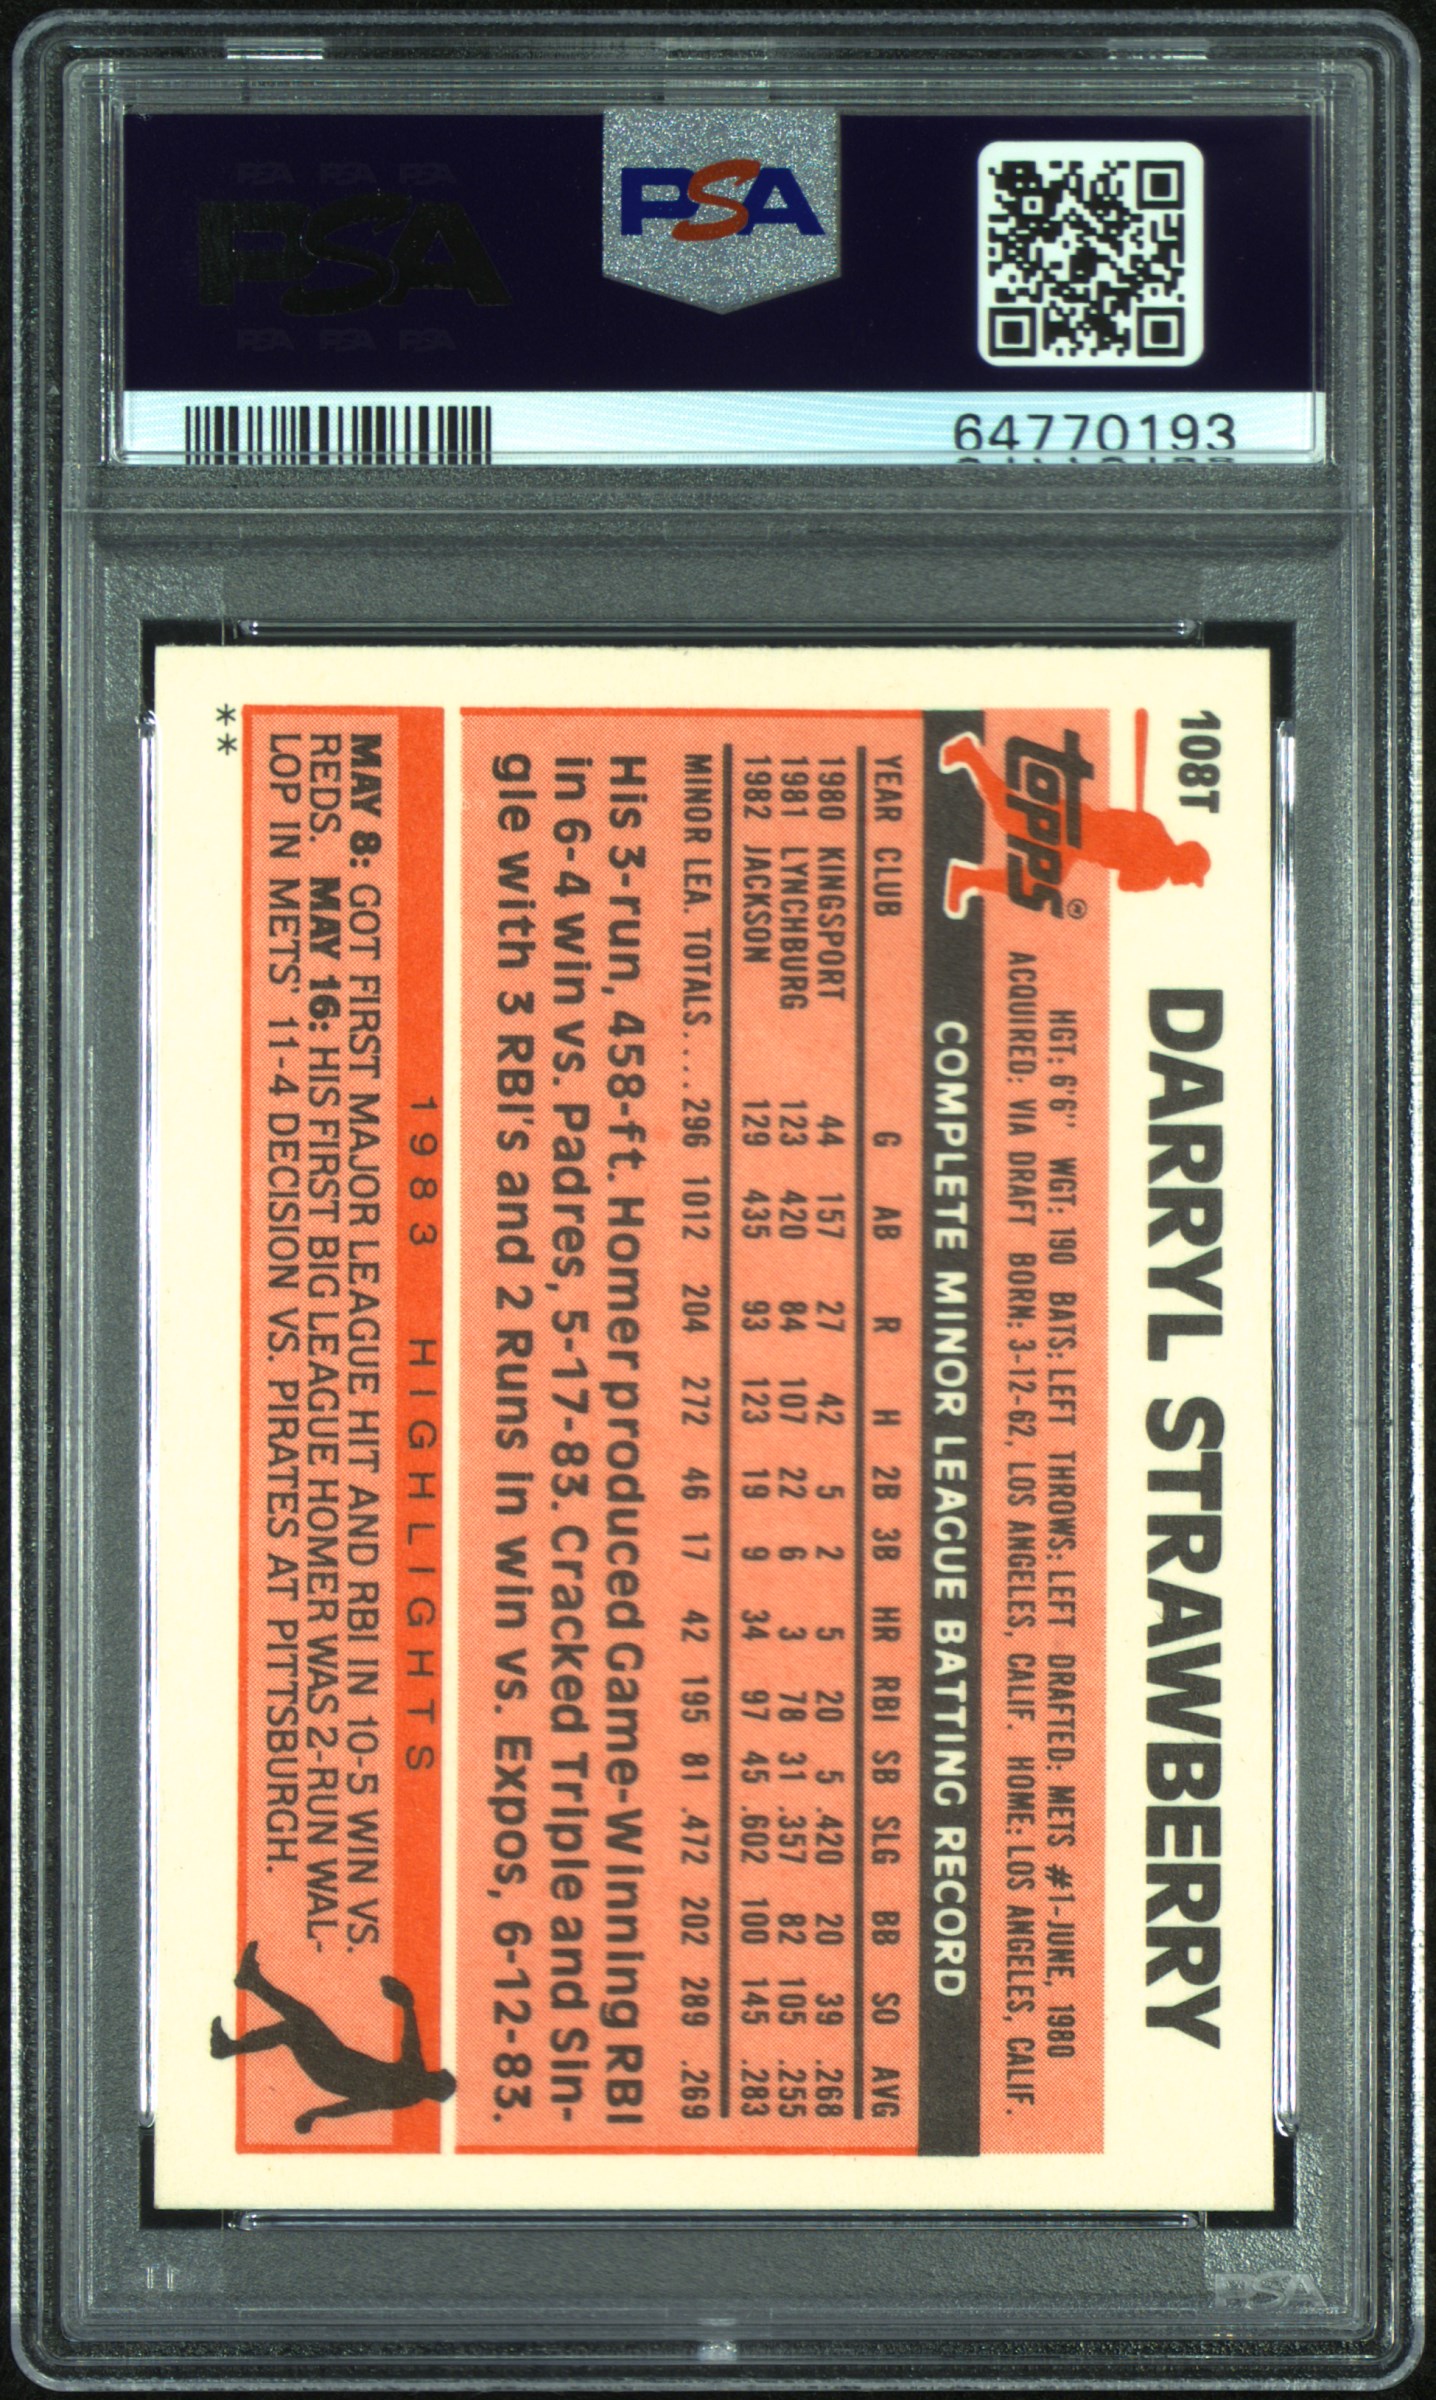 PSA PSA PSA
PSA
PSA PSA PSA
PSA
64770193
108T
DARRYL STRAWBERRY
TOPPS®
HGT: 6'6" WGT: 190 BATS: LEFT THROWS: LEFT DRAFTED: METS #1-JUNE, 1980
ACQUIRED: VIA DRAFT BORN: 3-12-62, LOS ANGELES, CALIF. HOME: LOS ANGELES, CALIF.
COMPLETE MINOR LEAGUE BATTING RECORD
YEAR CLUB G AB R H 2B 3B HR RBI SB SLG BB SO AVG
1980 KINGSPORT 44 157 27 42 5 2 5 20 5 .420 20 39 .268
1981 LYNCHBURG 123 420 84 107 22 6 3 78 31 .357 82 105 .255
1982 JACKSON 129 435 93 123 19 9 34 97 45 .602 100 145 .283
MINOR LEA. TOTALS....296 1012 204 272 46 17 42 195 81 .472 202 289 .269
His 3-run, 458-ft. Homer produced Game-Winning RBI
in 6-4 win vs. Padres, 5-17-83. Cracked Triple and Sin-
gle with 3 RBI's and 2 Runs in win vs. Expos, 6-12-83.
1983 HIGHLIGHTS
MAY 8: GOT FIRST MAJOR LEAGUE HIT AND RBI IN 10-5 WIN VS.
REDS. MAY 16: HIS FIRST BIG LEAGUE HOMER WAS 2-RUN WAL-
LOP IN METS' 11-4 DECISION VS. PIRATES AT PITTSBURGH.
**
PSA